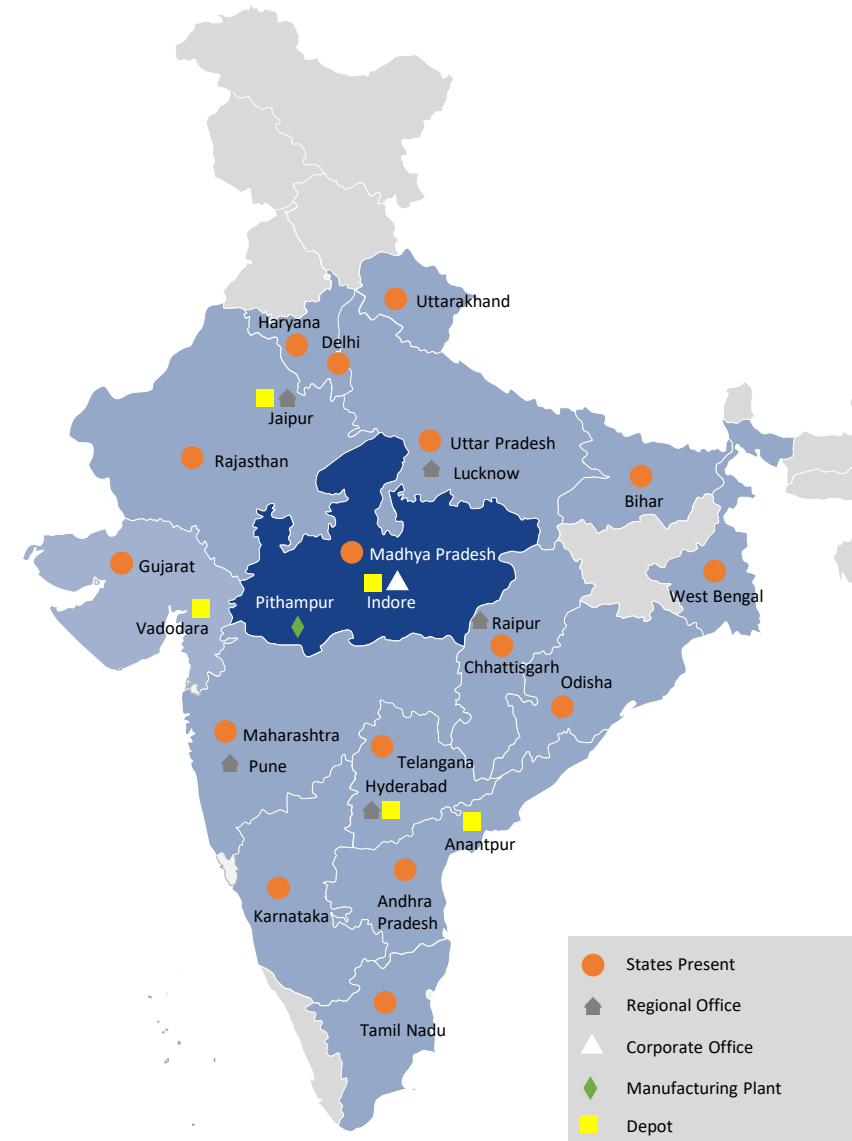 Uttarakhand
Haryana
Delhi
Jaipur
Uttar Pradesh
Rajasthan
Lucknow
Bihar
Madhya Pradesh
Gujarat
West Bengal
Pithampur
Indore
Vadodara
Raipur
Chhattisgarh
Odisha
Maharashtra
Telangana
Pune
Hyderabad
Anantpur
Andhra
Pradesh
Karnataka
Tamil Nadu
States Present
Regional Office
Corporate Office
Manufacturing Plant
Depot